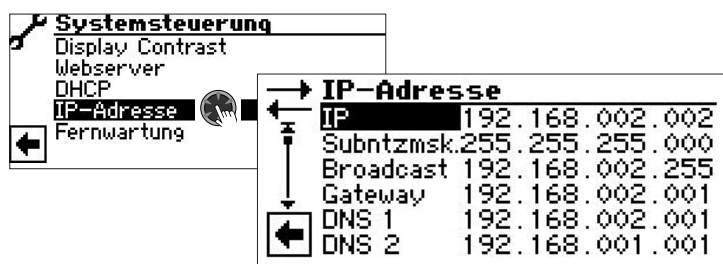 Systemsteuerung
Display Contrast
Webserver
DHCP
IP-Adresse
Fernwartung
IP-Adresse
IP 192.168.002.002
Subntzmsk.255.255.255.000
Broadcast 192.168.002.255
Gateway 192.168.002.001
DNS 1 192.168.002.001
DNS 2 192.168.001.001